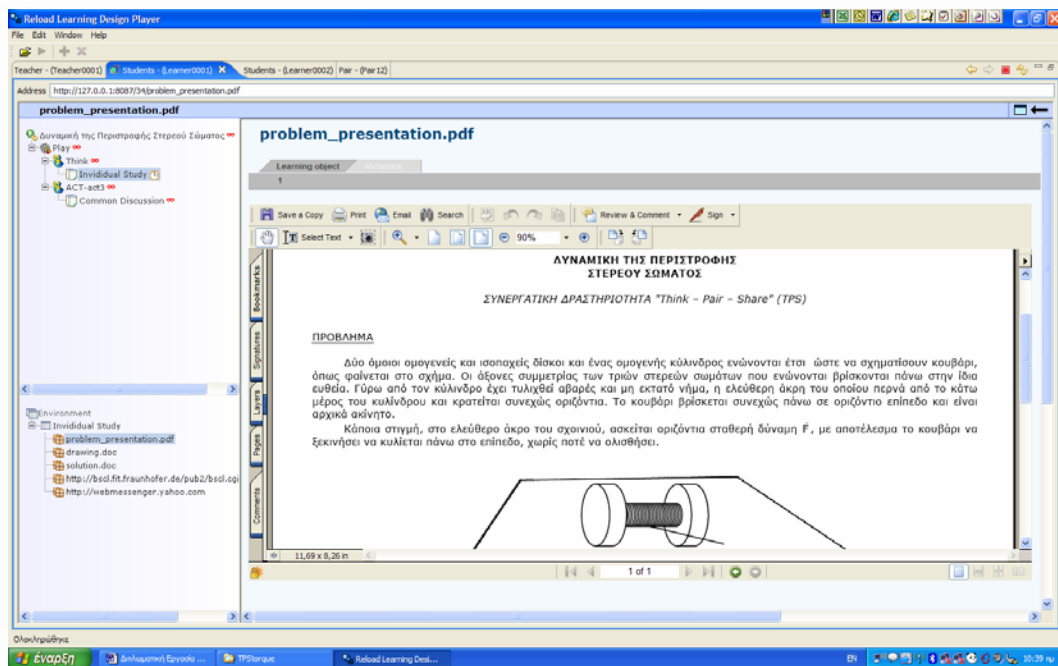 Reload Learning Design Player
File Edit Window Help
Teacher - (Teacher0001) Students - (Learner0001) Students - (Learner0002) Pair - (Pair12)
Address http://127.0.0.1:8087/34/problem_presentation.pdf
problem_presentation.pdf
Δυναμική της Περιστροφής Στερεού Σώματος
Play
Think
Invididual Study
ACT-act3
Common Discussion
Environment
Invididual Study
problem_presentation.pdf
drawing.doc
solution.doc
http://bscl.fit.fraunhofer.de/pub2/bscl.cgi
http://webmessenger.yahoo.com
problem_presentation.pdf
Learning object Metadata
1
Save a Copy Print Email Search Review & Comment Sign
Select Text 90%
Bookmarks
Signatures
Layers
Pages
Comments
ΔΥΝΑΜΙΚΗ ΤΗΣ ΠΕΡΙΣΤΡΟΦΗΣ
ΣΤΕΡΕΟΥ ΣΩΜΑΤΟΣ
ΣΥΝΕΡΓΑΤΙΚΗ ΔΡΑΣΤΗΡΙΟΤΗΤΑ "Think – Pair – Share" (TPS)
ΠΡΟΒΛΗΜΑ
Δύο όμοιοι ομογενείς και ισοπαχείς δίσκοι και ένας ομογενής κύλινδρος ενώνονται έτσι ώστε να σχηματίσουν κουβάρι,
όπως φαίνεται στο σχήμα. Οι άξονες συμμετρίας των τριών στερεών σωμάτων που ενώνονται βρίσκονται πάνω στην ίδια
ευθεία. Γύρω από τον κύλινδρο έχει τυλιχθεί αβαρές και μη εκτατό νήμα, η ελεύθερη άκρη του οποίου περνά από το κάτω
μέρος του κυλίνδρου και κρατείται συνεχώς οριζόντια. Το κουβάρι βρίσκεται συνεχώς πάνω σε οριζόντιο επίπεδο και είναι
αρχικά ακίνητο.
Κάποια στιγμή, στο ελεύθερο άκρο του σχοινιού, ασκείται οριζόντια σταθερή δύναμη F, με αποτέλεσμα το κουβάρι να
ξεκινήσει να κυλίεται πάνω στο επίπεδο, χωρίς ποτέ να ολισθήσει.
11,69 x 8,26 in
1 of 1
Ολοκληρώθηκε
έναρξη Διπλωματική Εργασία ... TPStorque Reload Learning Desi... EN 10:39 πμ